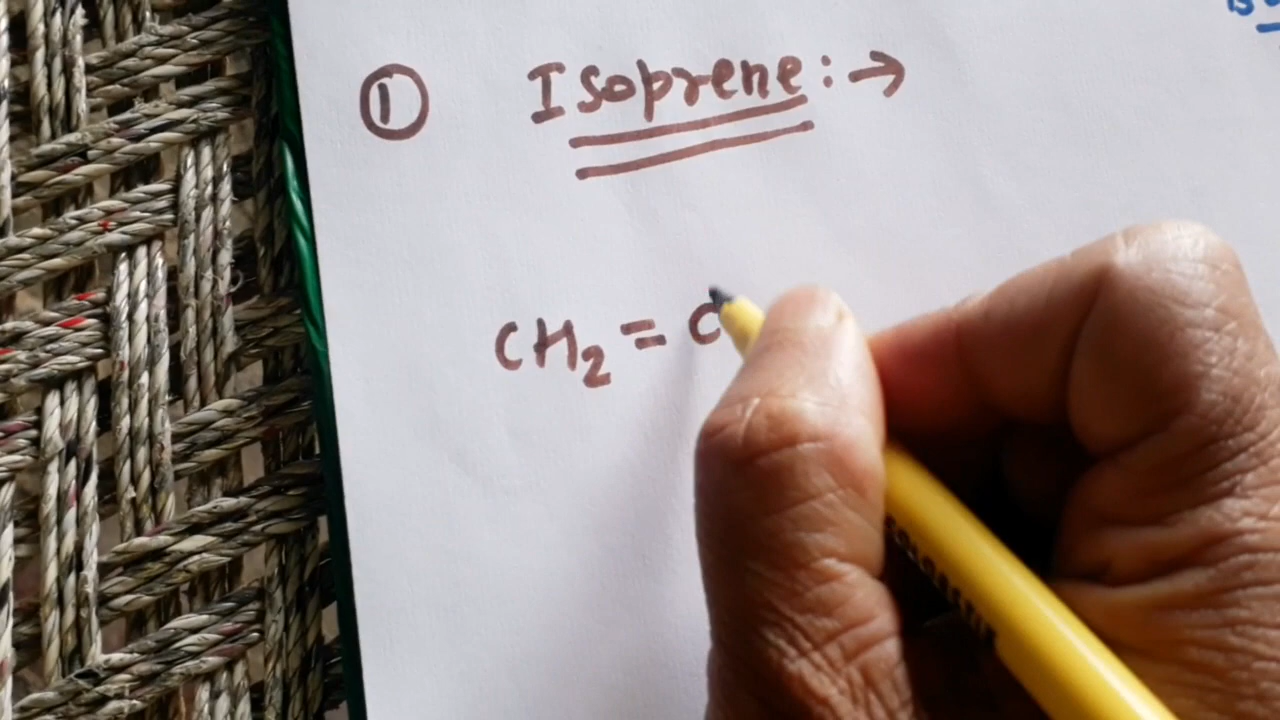 ① Isoprene :→
CH₂ = C